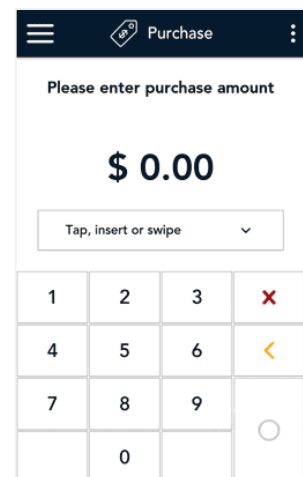 Purchase
Please enter purchase amount
$ 0.00
Tap, insert or swipe
1 2 3
4 5 6
7 8 9
0